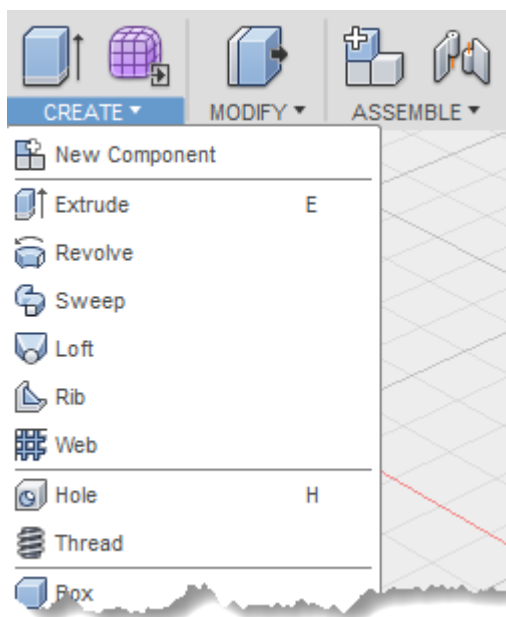 CREATE ▾ MODIFY ▾ ASSEMBLE ▾
New Component
Extrude E
Revolve
Sweep
Loft
Rib
Web
Hole H
Thread
Box